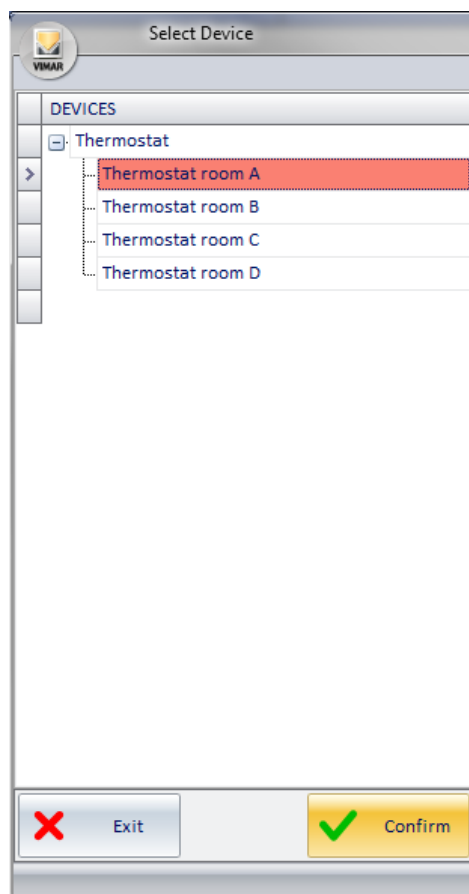 Select Device
VIMAR
DEVICES
Thermostat
Thermostat room A
Thermostat room B
Thermostat room C
Thermostat room D
Exit
Confirm